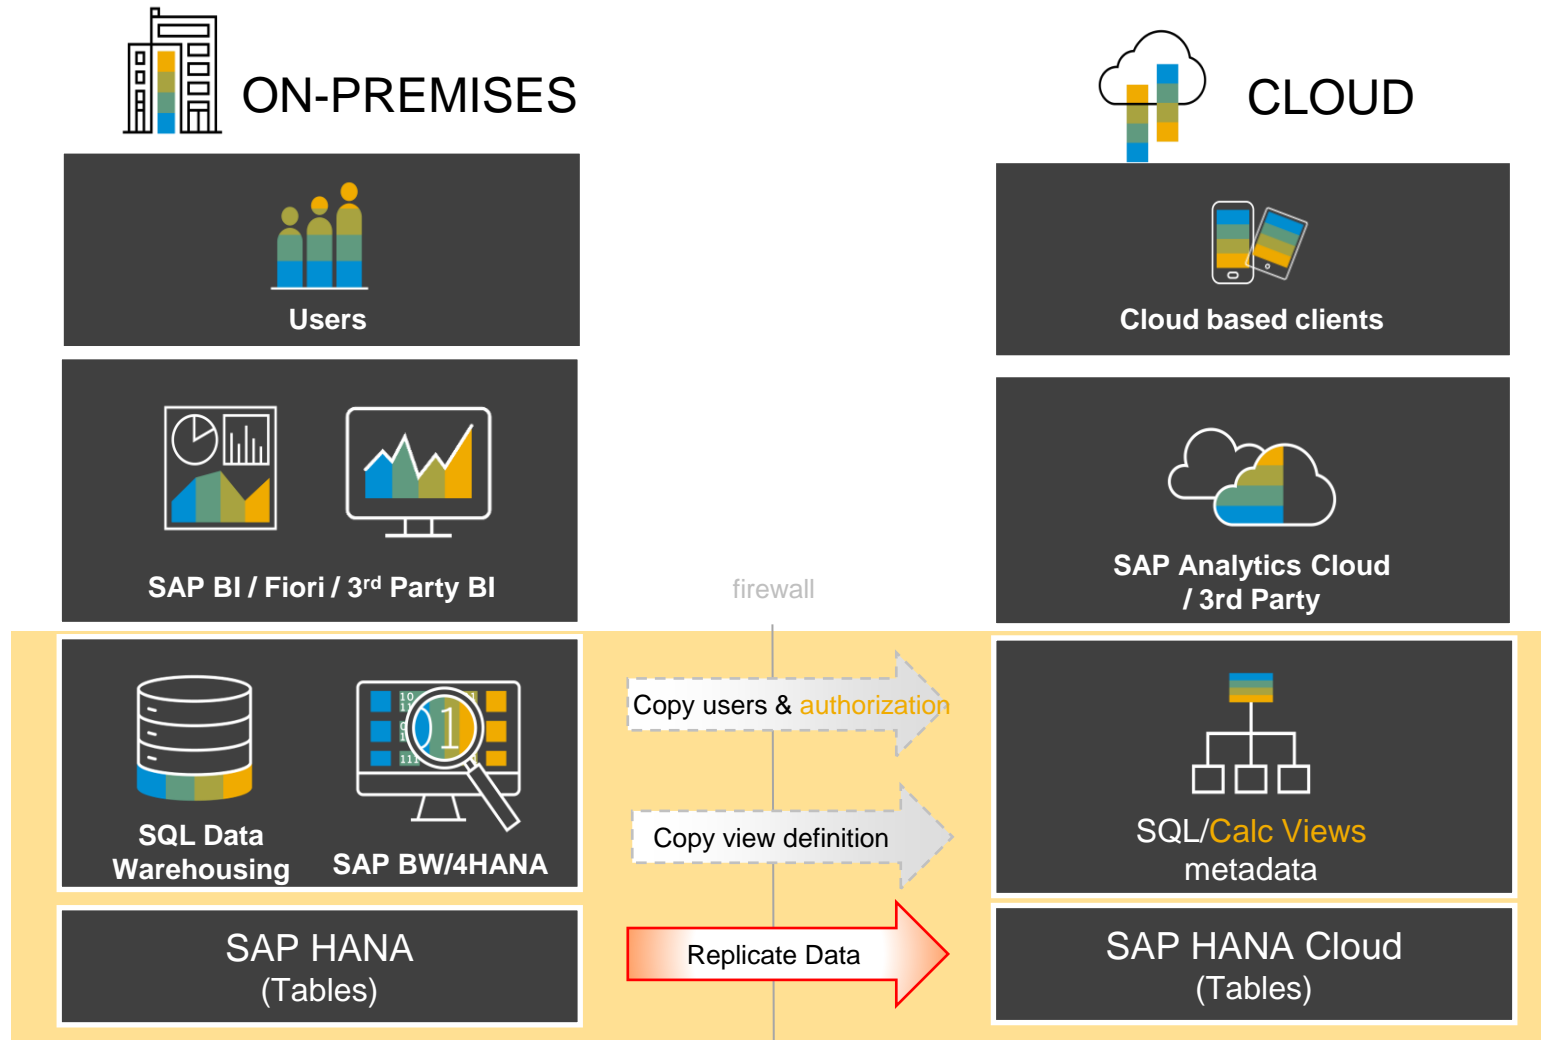 ON-PREMISES
CLOUD
Users
Cloud based clients
SAP BI / Fiori / 3rd Party BI
SAP Analytics Cloud
/ 3rd Party
firewall
Copy users & authorization
SQL Data
Warehousing
SAP BW/4HANA
Copy view definition
SQL/Calc Views
metadata
SAP HANA
(Tables)
Replicate Data
SAP HANA Cloud
(Tables)